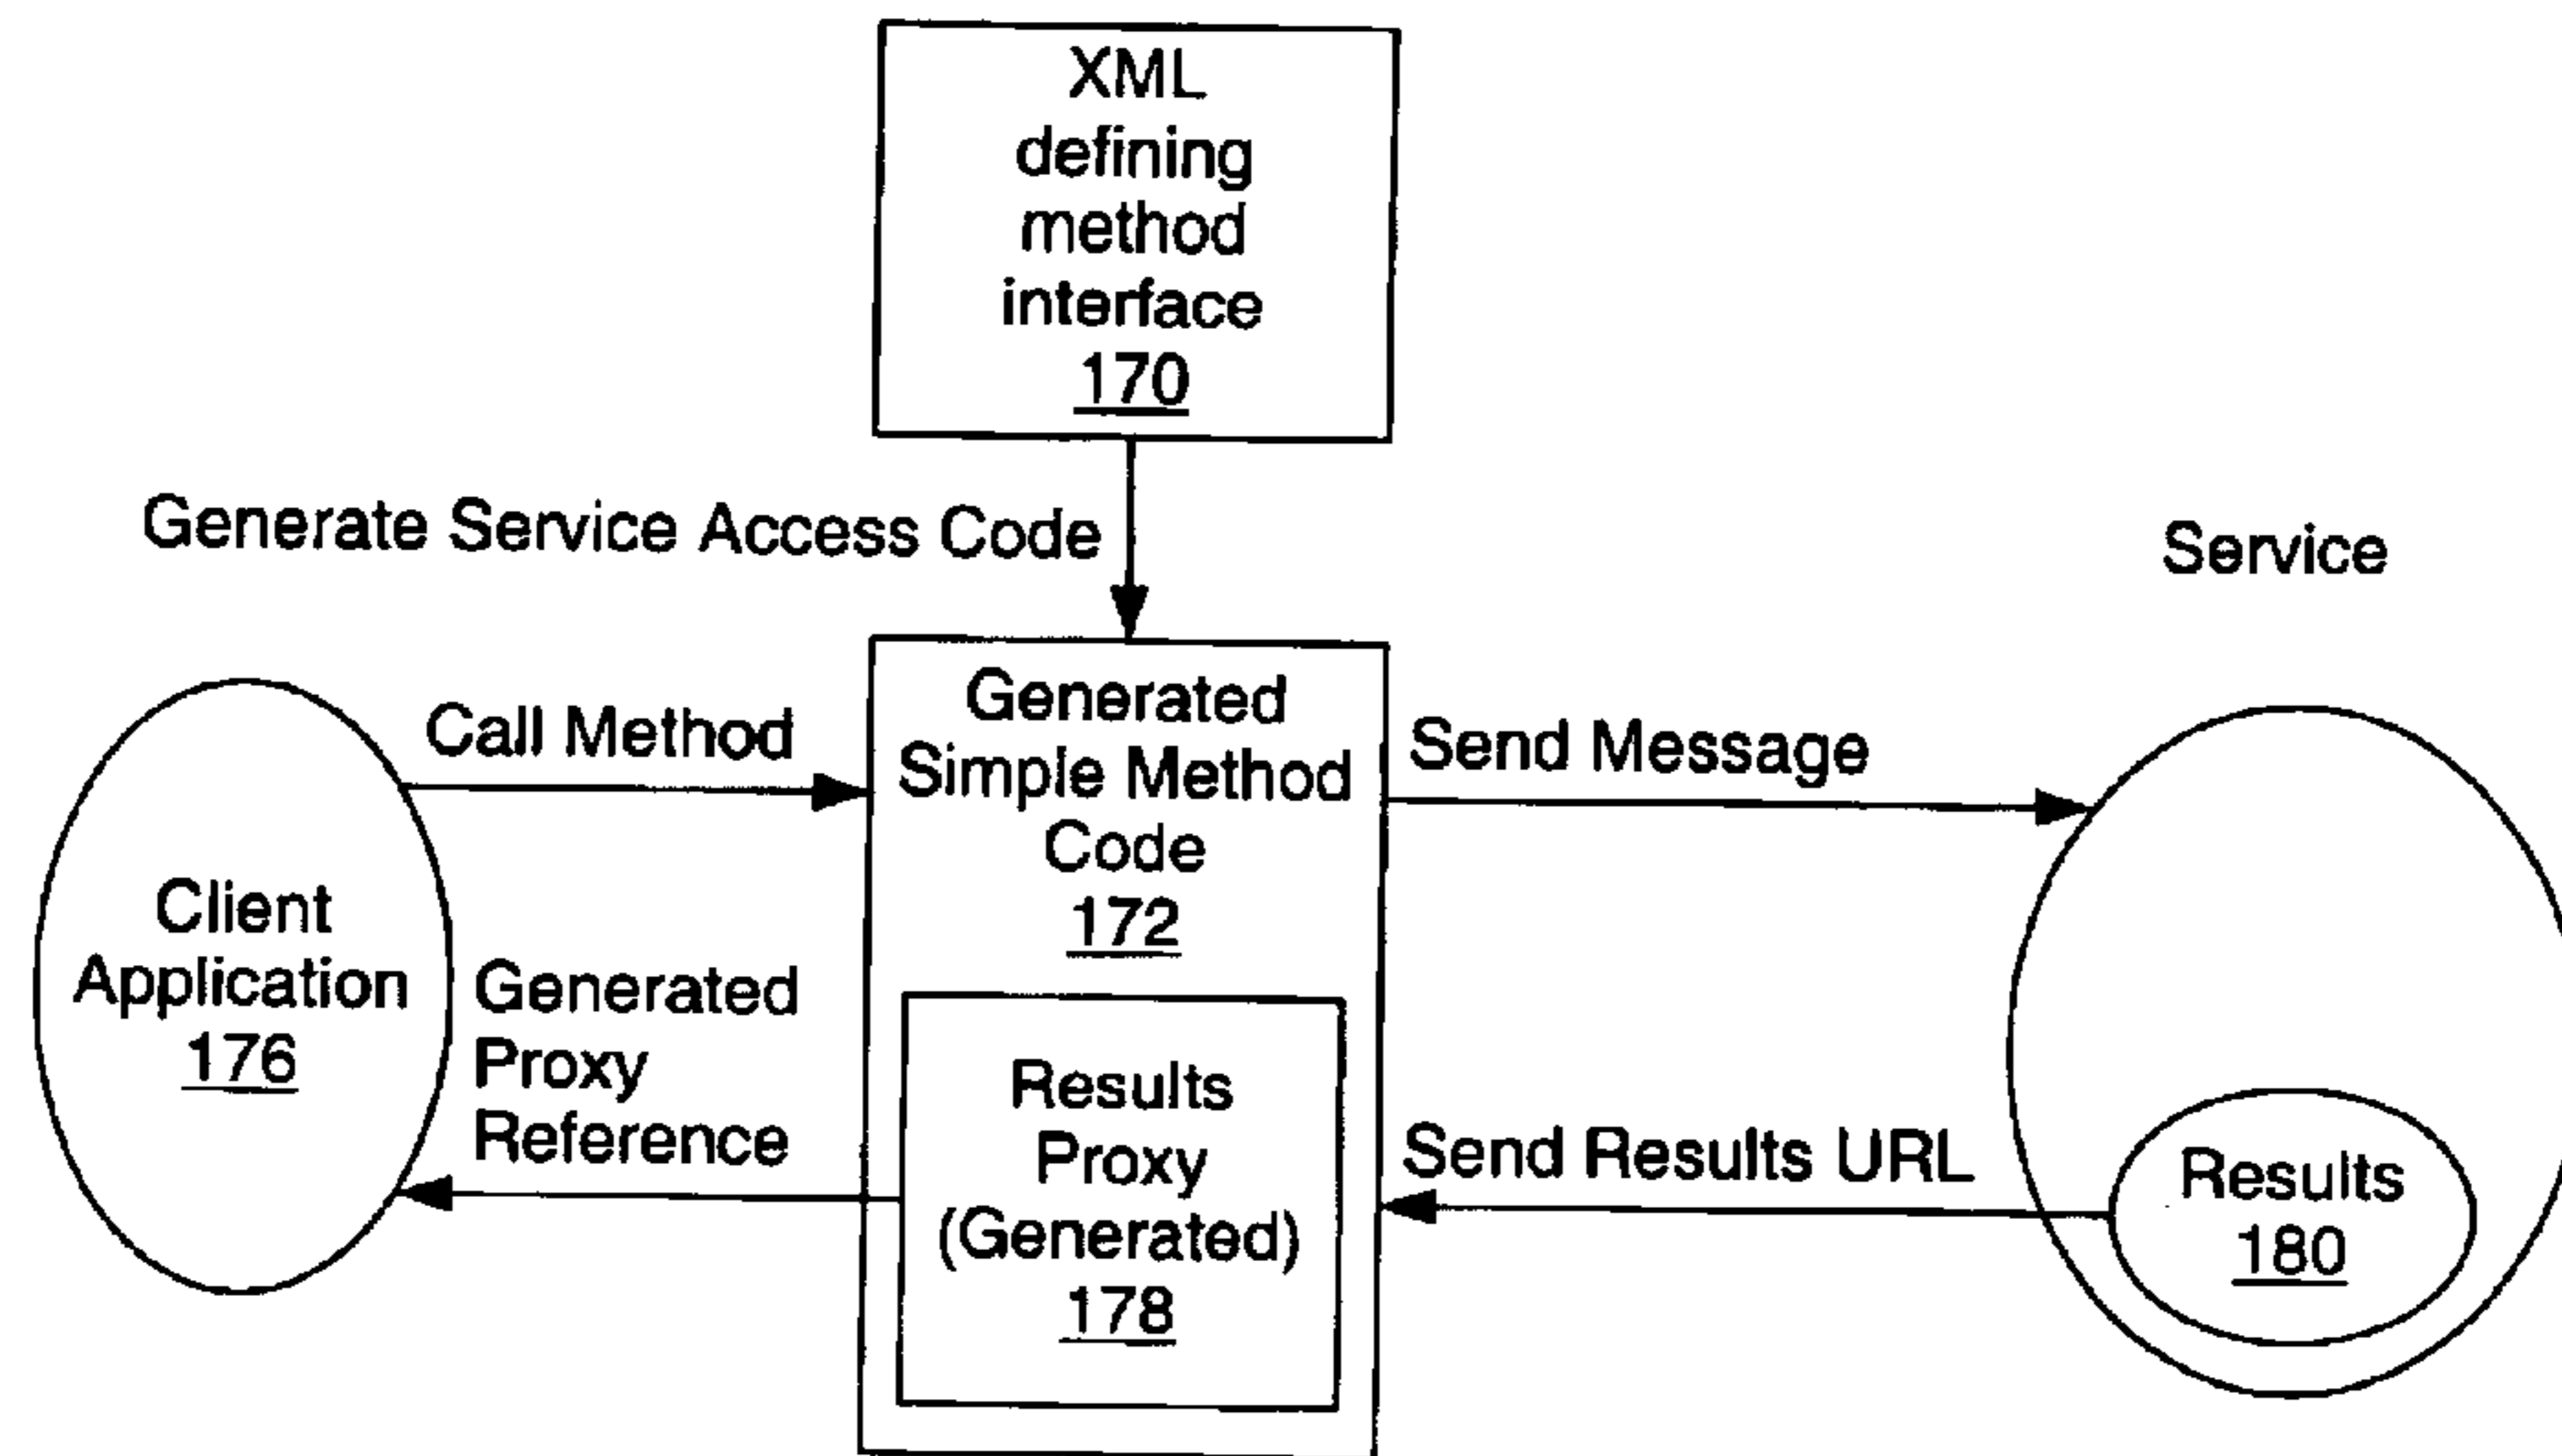 XML
defining
method
interface
170
Generate Service Access Code
Service
Call Method
Generated
Simple Method
Code
172
Send Message
Client
Application
176
Generated
Proxy
Reference
Results
Proxy
(Generated)
178
Send Results URL
Results
180